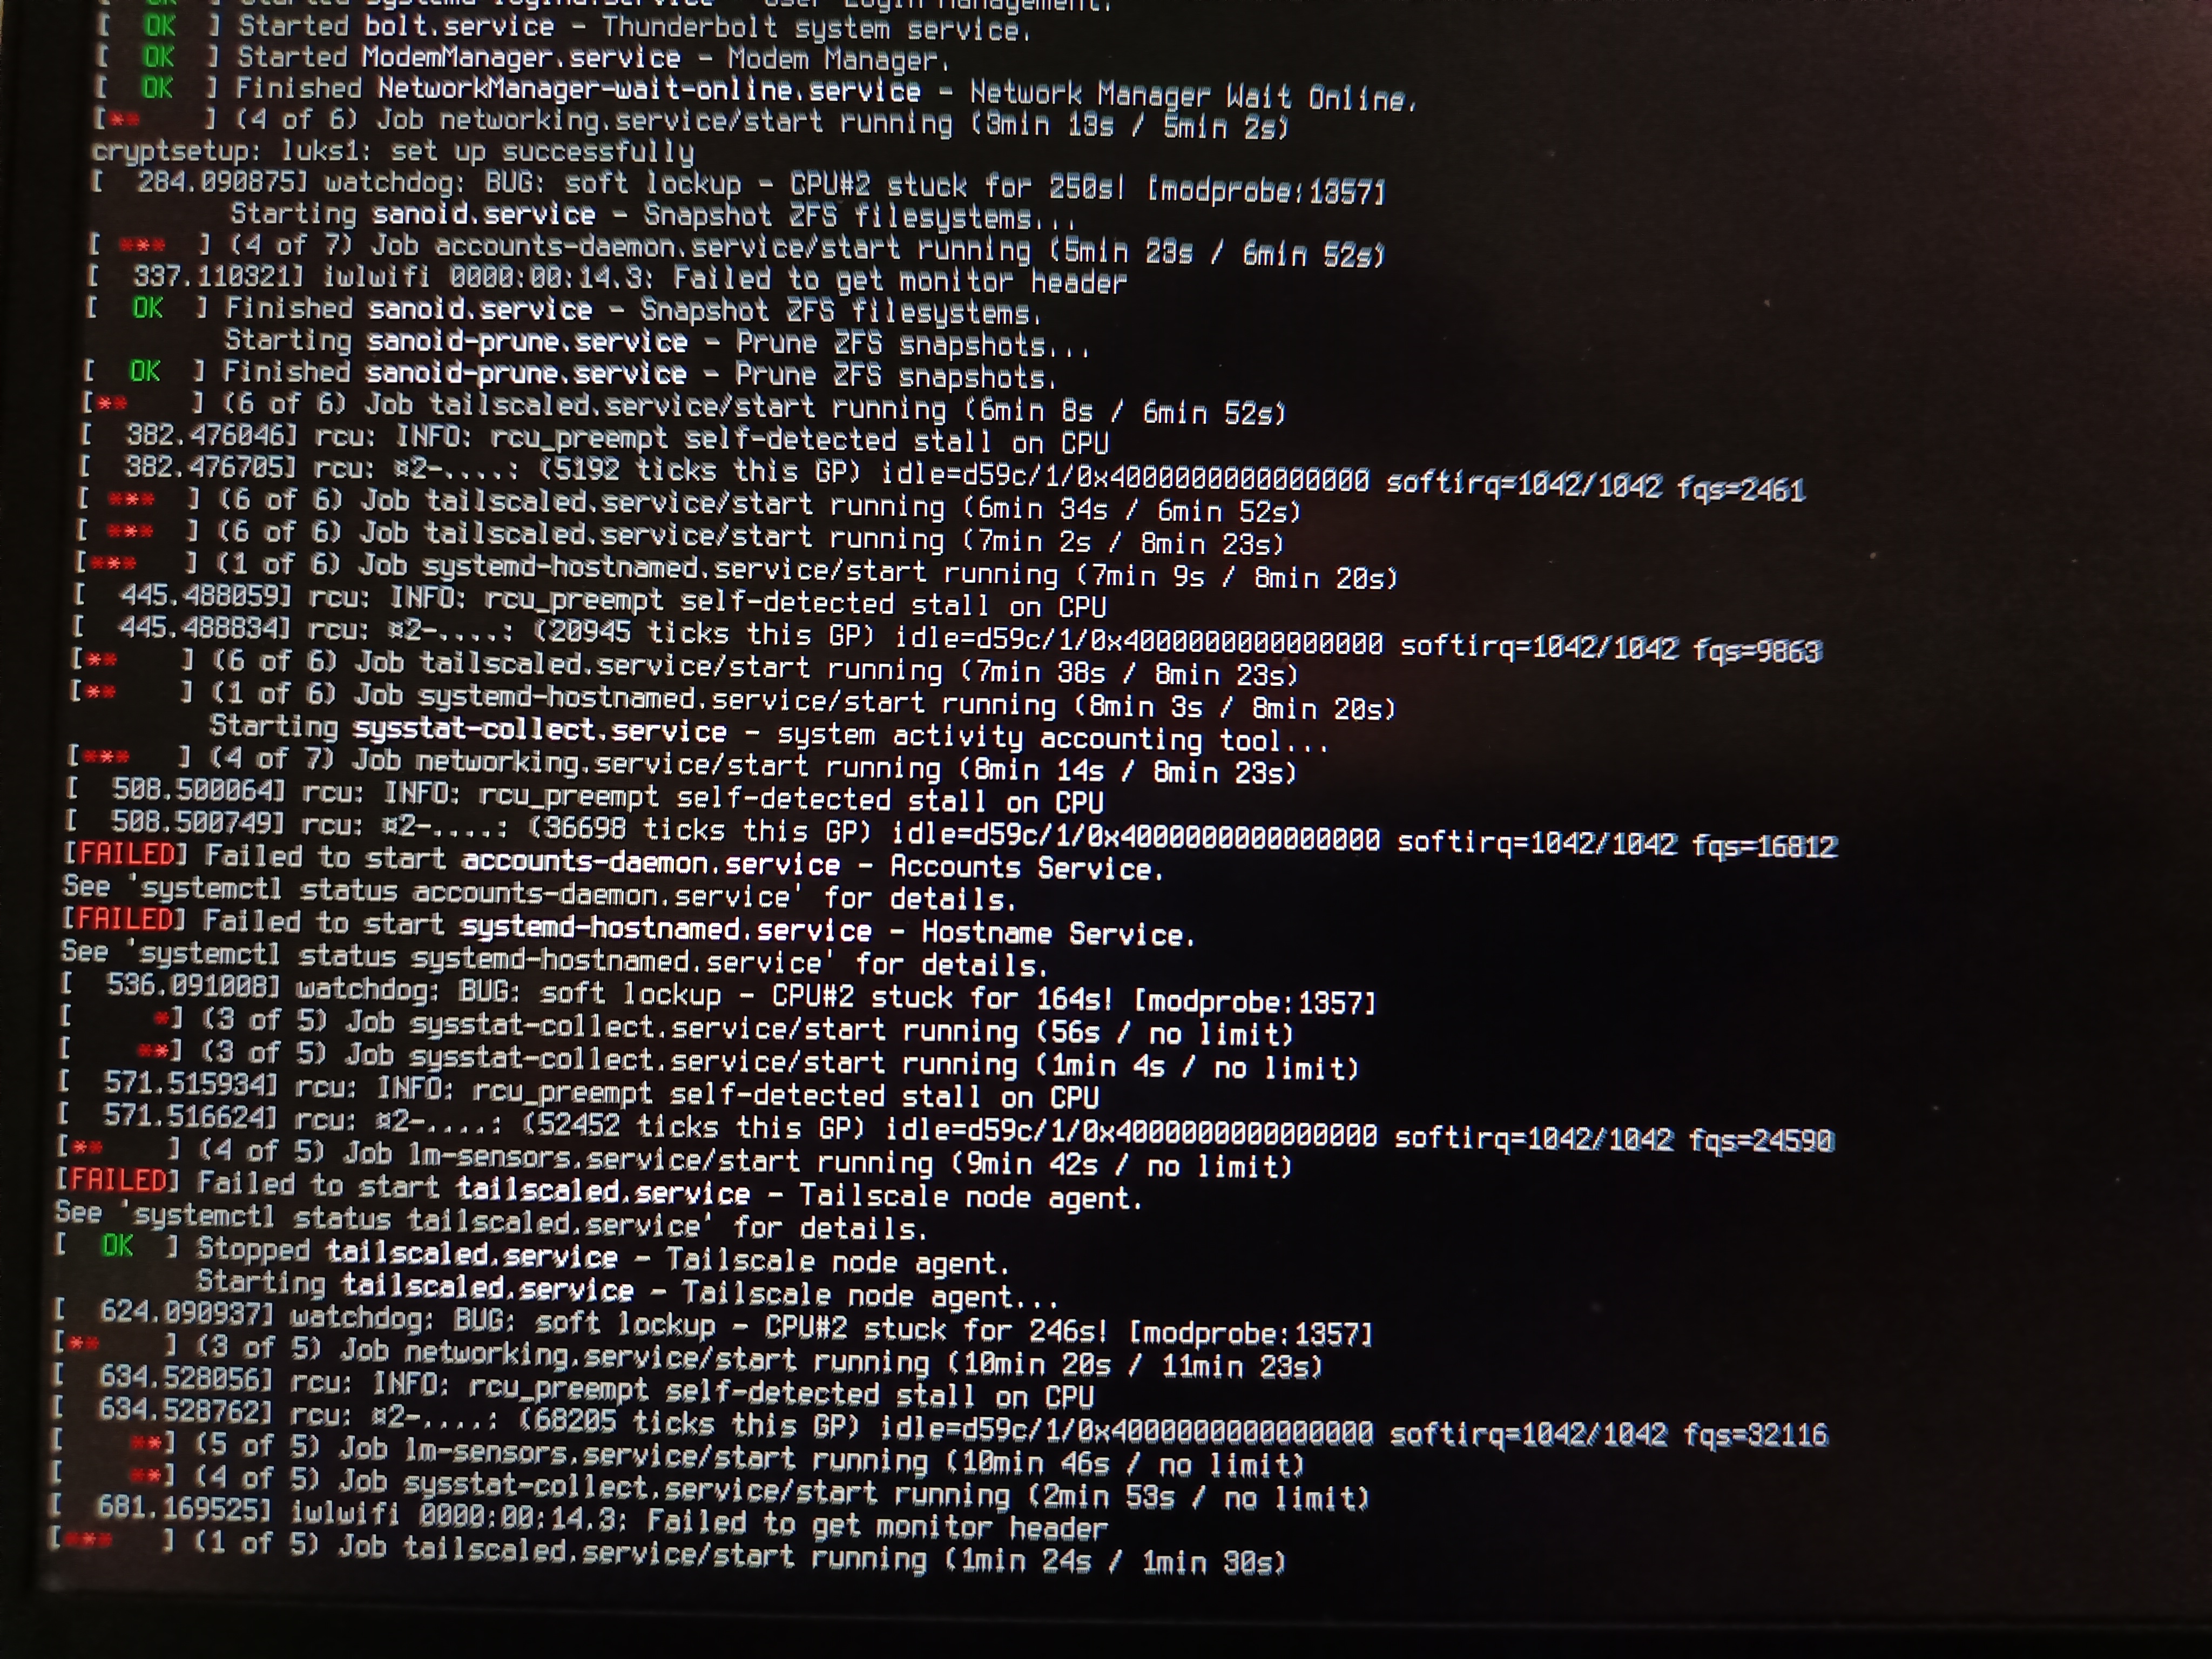 [  OK  ] Started systemd-logind.service - User Login Management.
[  OK  ] Started bolt.service - Thunderbolt system service.
[  OK  ] Started ModemManager.service - Modem Manager.
[  OK  ] Finished NetworkManager-wait-online.service - Network Manager Wait Online.
[**    ] (4 of 6) Job networking.service/start running (3min 13s / 5min 2s)
cryptsetup: luks1: set up successfully
[  284.090875] watchdog: BUG: soft lockup - CPU#2 stuck for 250s! [modprobe:1357]
         Starting sanoid.service - Snapshot ZFS filesystems...
[ ***  ] (4 of 7) Job accounts-daemon.service/start running (5min 23s / 6min 52s)
[  337.110321] iwlwifi 0000:00:14.3: Failed to get monitor header
[  OK  ] Finished sanoid.service - Snapshot ZFS filesystems.
         Starting sanoid-prune.service - Prune ZFS snapshots...
[  OK  ] Finished sanoid-prune.service - Prune ZFS snapshots.
[**    ] (6 of 6) Job tailscaled.service/start running (6min 8s / 6min 52s)
[  382.476046] rcu: INFO: rcu_preempt self-detected stall on CPU
[  382.476705] rcu: ¤2-....: (5192 ticks this GP) idle=d59c/1/0x4000000000000000 softirq=1042/1042 fqs=2461
[ ***  ] (6 of 6) Job tailscaled.service/start running (6min 34s / 6min 52s)
[ ***  ] (6 of 6) Job tailscaled.service/start running (7min 2s / 8min 23s)
[***   ] (1 of 6) Job systemd-hostnamed.service/start running (7min 9s / 8min 20s)
[  445.488059] rcu: INFO: rcu_preempt self-detected stall on CPU
[  445.488834] rcu: ¤2-....: (20945 ticks this GP) idle=d59c/1/0x4000000000000000 softirq=1042/1042 fqs=9863
[**    ] (6 of 6) Job tailscaled.service/start running (7min 38s / 8min 23s)
[**    ] (1 of 6) Job systemd-hostnamed.service/start running (8min 3s / 8min 20s)
         Starting sysstat-collect.service - system activity accounting tool...
[***   ] (4 of 7) Job networking.service/start running (8min 14s / 8min 23s)
[  508.500064] rcu: INFO: rcu_preempt self-detected stall on CPU
[  508.500749] rcu: ¤2-....: (36698 ticks this GP) idle=d59c/1/0x4000000000000000 softirq=1042/1042 fqs=16812
[FAILED] Failed to start accounts-daemon.service - Accounts Service.
See 'systemctl status accounts-daemon.service' for details.
[FAILED] Failed to start systemd-hostnamed.service - Hostname Service.
See 'systemctl status systemd-hostnamed.service' for details.
[  536.091008] watchdog: BUG: soft lockup - CPU#2 stuck for 164s! [modprobe:1357]
[     *] (3 of 5) Job sysstat-collect.service/start running (56s / no limit)
[    **] (3 of 5) Job sysstat-collect.service/start running (1min 4s / no limit)
[  571.515934] rcu: INFO: rcu_preempt self-detected stall on CPU
[  571.516624] rcu: ¤2-....: (52452 ticks this GP) idle=d59c/1/0x4000000000000000 softirq=1042/1042 fqs=24590
[**    ] (4 of 5) Job lm-sensors.service/start running (9min 42s / no limit)
[FAILED] Failed to start tailscaled.service - Tailscale node agent.
See 'systemctl status tailscaled.service' for details.
[  OK  ] Stopped tailscaled.service - Tailscale node agent.
         Starting tailscaled.service - Tailscale node agent...
[  624.090937] watchdog: BUG: soft lockup - CPU#2 stuck for 246s! [modprobe:1357]
[**    ] (3 of 5) Job networking.service/start running (10min 20s / 11min 23s)
[  634.528056] rcu: INFO: rcu_preempt self-detected stall on CPU
[  634.528762] rcu: ¤2-....: (68205 ticks this GP) idle=d59c/1/0x4000000000000000 softirq=1042/1042 fqs=32116
[    **] (5 of 5) Job lm-sensors.service/start running (10min 46s / no limit)
[    **] (4 of 5) Job sysstat-collect.service/start running (2min 53s / no limit)
[  681.169525] iwlwifi 0000:00:14.3: Failed to get monitor header
[***   ] (1 of 5) Job tailscaled.service/start running (1min 24s / 1min 30s)